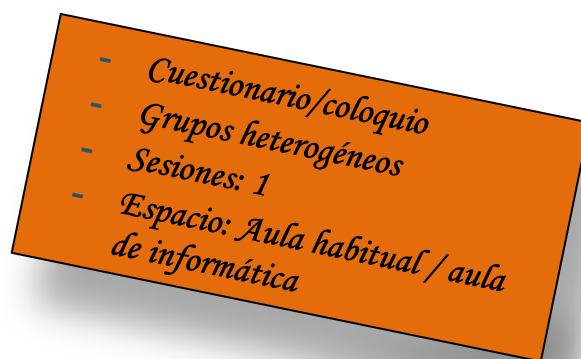 - Cuestionario/coloquio
- Grupos heterogéneos
- Sesiones: 1
- Espacio: Aula habitual / aula
de informática